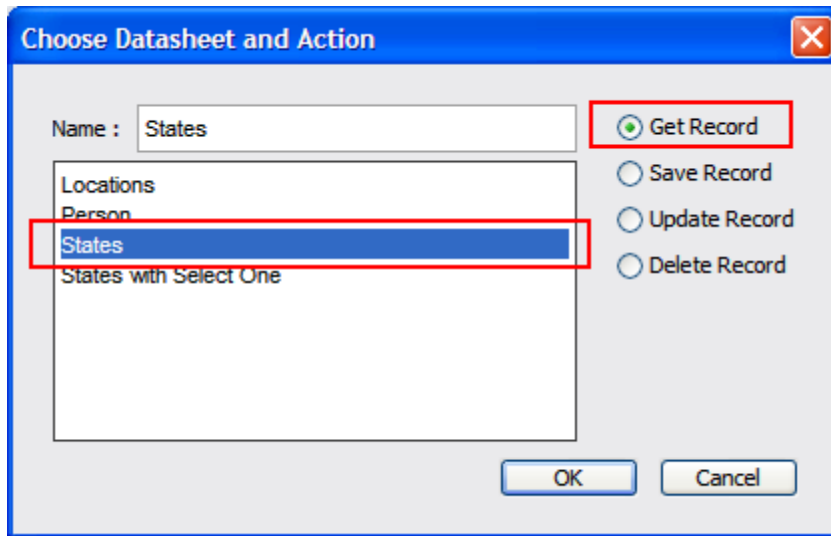 Choose Datasheet and Action
Name : States
Get Record
Locations
Save Record
Person
Update Record
States
States with Select One
Delete Record
OK Cancel